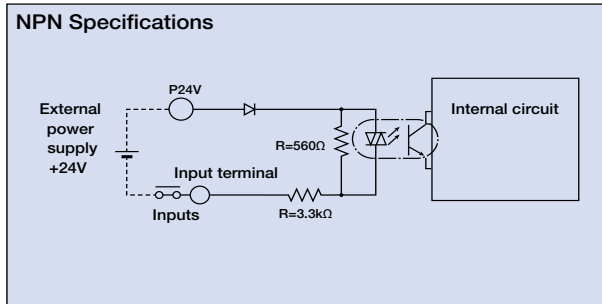 NPN Specifications
P24V
External
power
supply
+24V
Internal circuit
R=560Ω
Input terminal
Inputs
R=3.3kΩ